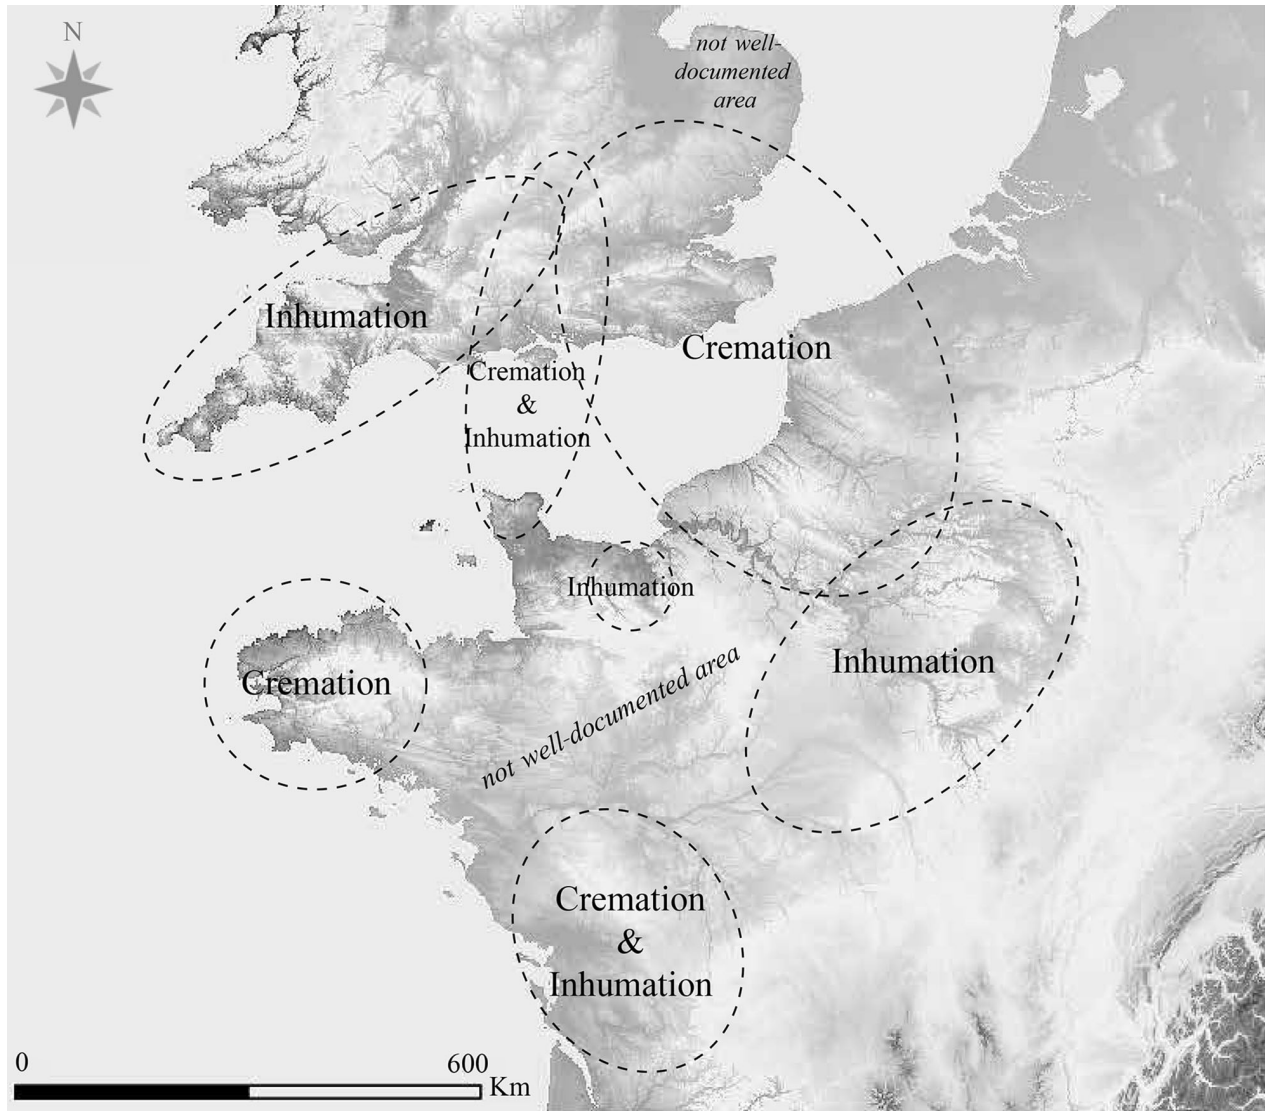 N
not well-
documented
area
Inhumation
Cremation
Cremation
&
Inhumation
Inhumation
Inhumation
Cremation
not well-documented area
Cremation
&
Inhumation
0
600
Km